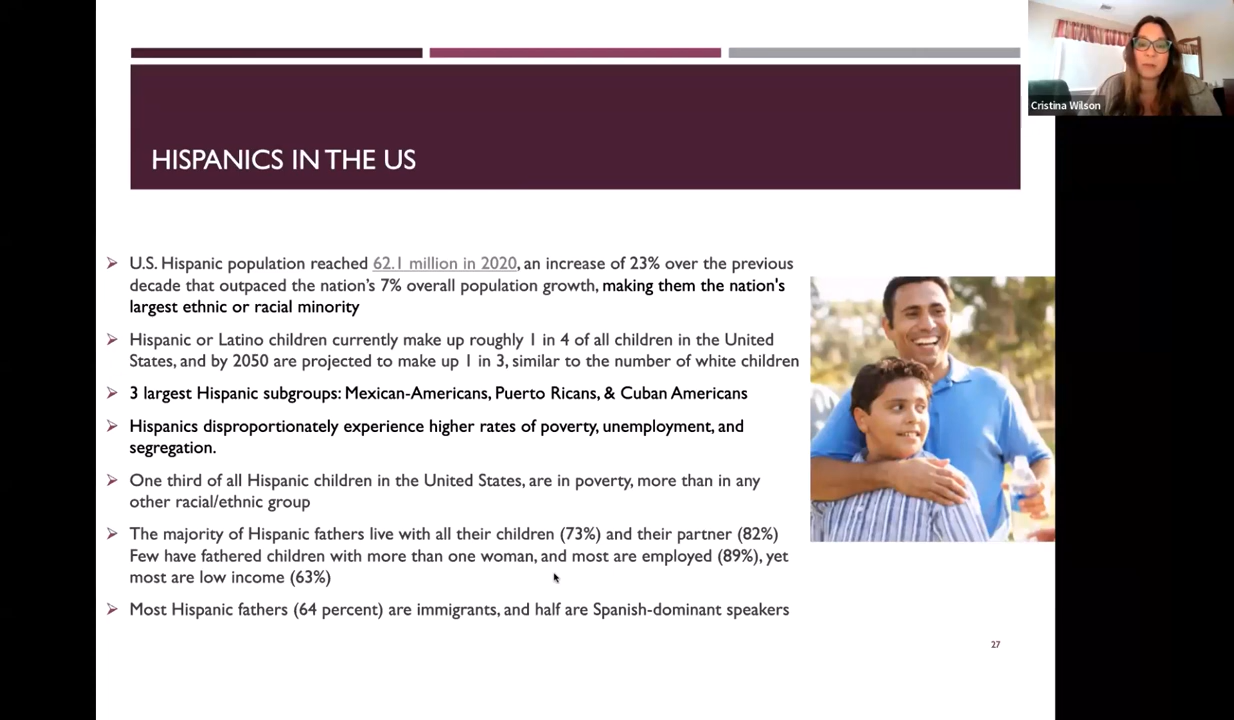 Cristina Wilson
HISPANICS IN THE US
U.S. Hispanic population reached 62.1 million in 2020, an increase of 23% over the previous
decade that outpaced the nation's 7% overall population growth, making them the nation's
largest ethnic or racial minority
Hispanic or Latino children currently make up roughly 1 in 4 of all children in the United
States, and by 2050 are projected to make up 1 in 3, similar to the number of white children
3 largest Hispanic subgroups: Mexican-Americans, Puerto Ricans, & Cuban Americans
Hispanics disproportionately experience higher rates of poverty, unemployment, and
segregation.
One third of all Hispanic children in the United States, are in poverty, more than in any
other racial/ethnic group
The majority of Hispanic fathers live with all their children (73%) and their partner (82%)
Few have fathered children with more than one woman, and most are employed (89%), yet
most are low income (63%)
Most Hispanic fathers (64 percent) are immigrants, and half are Spanish-dominant speakers
27